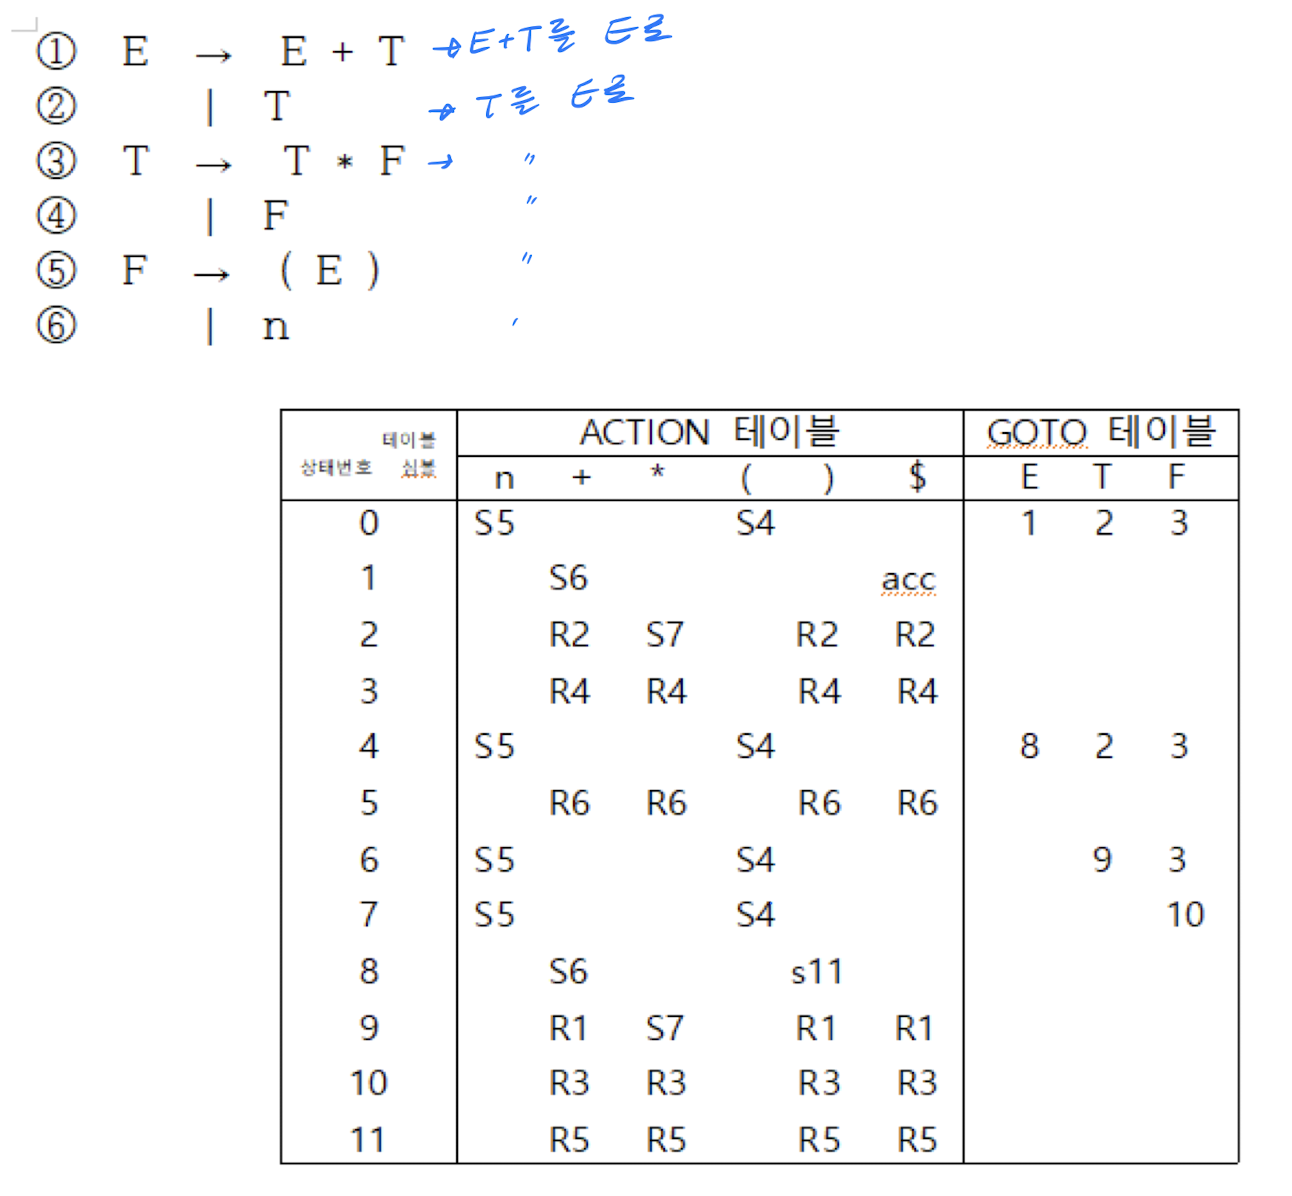 ① E → E + T → E+T를 E로
② | T → T를 E로
③ T → T * F → "
④ | F "
⑤ F → ( E ) "
⑥ | n '
테이블 ACTION 테이블 GOTO 테이블
상태번호 심볼 n + * ( ) $ E T F
0 S5 S4 1 2 3
1 S6 acc
2 R2 S7 R2 R2
3 R4 R4 R4 R4
4 S5 S4 8 2 3
5 R6 R6 R6 R6
6 S5 S4 9 3
7 S5 S4 10
8 S6 s11
9 R1 S7 R1 R1
10 R3 R3 R3 R3
11 R5 R5 R5 R5